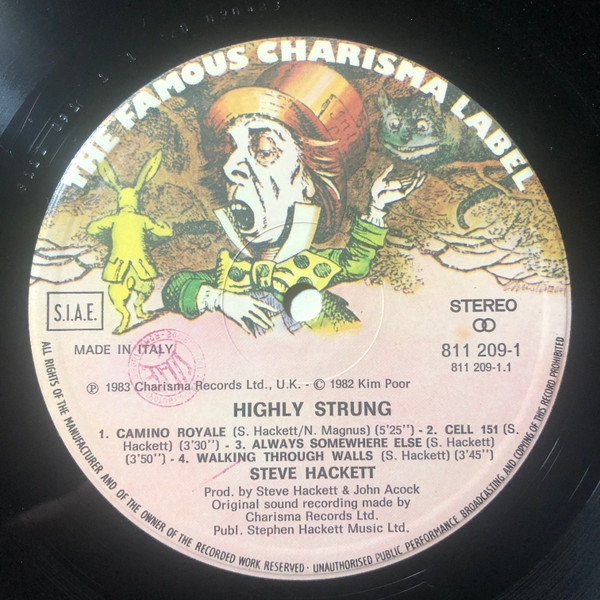 THE FAMOUS CHARISMA LABEL
S.I.A.E.
STEREO
MADE IN ITALY
811 209-1
811 209-1.1
℗ 1983 Charisma Records Ltd., U.K. - © 1982 Kim Poor
HIGHLY STRUNG
1. CAMINO ROYALE (S. Hackett/N. Magnus) (5'25'') - 2. CELL 151 (S.
Hackett) (3'30'') - 3. ALWAYS SOMEWHERE ELSE (S. Hackett)
(3'50'') - 4. WALKING THROUGH WALLS (S. Hackett) (3'45'')
STEVE HACKETT
Prod. by Steve Hackett & John Acock
Original sound recording made by
Charisma Records Ltd.
Publ. Stephen Hackett Music Ltd.
ALL RIGHTS OF THE MANUFACTURER AND OF THE OWNER OF THE RECORDED WORK RESERVED · UNAUTHORISED PUBLIC PERFORMANCE BROADCASTING AND COPYING OF THIS RECORD PROHIBITED